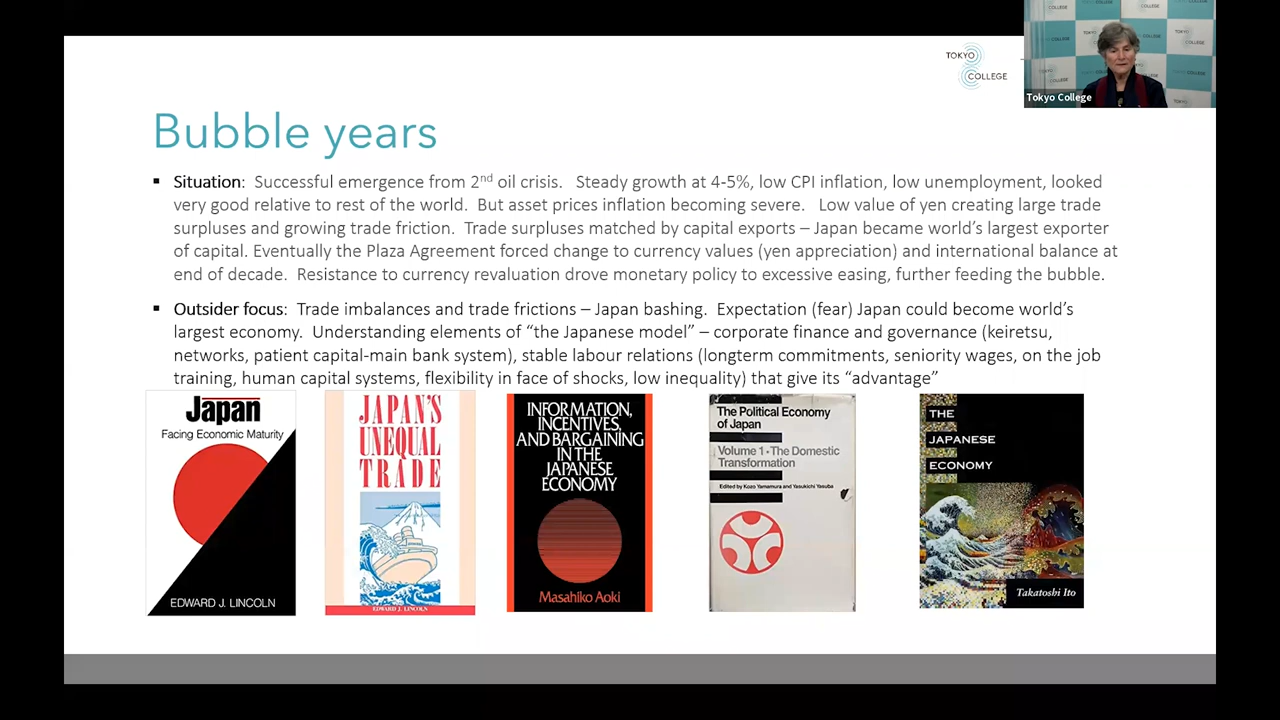 TOKYO
COLLEGE
Tokyo College
Bubble years
▪ Situation: Successful emergence from 2nd oil crisis. Steady growth at 4-5%, low CPI inflation, low unemployment, looked
very good relative to rest of the world. But asset prices inflation becoming severe. Low value of yen creating large trade
surpluses and growing trade friction. Trade surpluses matched by capital exports – Japan became world's largest exporter
of capital. Eventually the Plaza Agreement forced change to currency values (yen appreciation) and international balance at
end of decade. Resistance to currency revaluation drove monetary policy to excessive easing, further feeding the bubble.
▪ Outsider focus: Trade imbalances and trade frictions – Japan bashing. Expectation (fear) Japan could become world's
largest economy. Understanding elements of "the Japanese model" – corporate finance and governance (keiretsu,
networks, patient capital-main bank system), stable labour relations (longterm commitments, seniority wages, on the job
training, human capital systems, flexibility in face of shocks, low inequality) that give its "advantage"
Japan
Facing Economic Maturity
EDWARD J. LINCOLN
JAPAN'S
UNEQUAL
TRADE
EDWARD J. LINCOLN
INFORMATION,
INCENTIVES,
AND BARGAINING
IN THE
JAPANESE
ECONOMY
Masahiko Aoki
The Political Economy
of Japan
Volume 1 · The Domestic
Transformation
Edited by Kozo Yamamura and Yasukichi Yasuba
THE
JAPANESE
ECONOMY
Takatoshi Ito